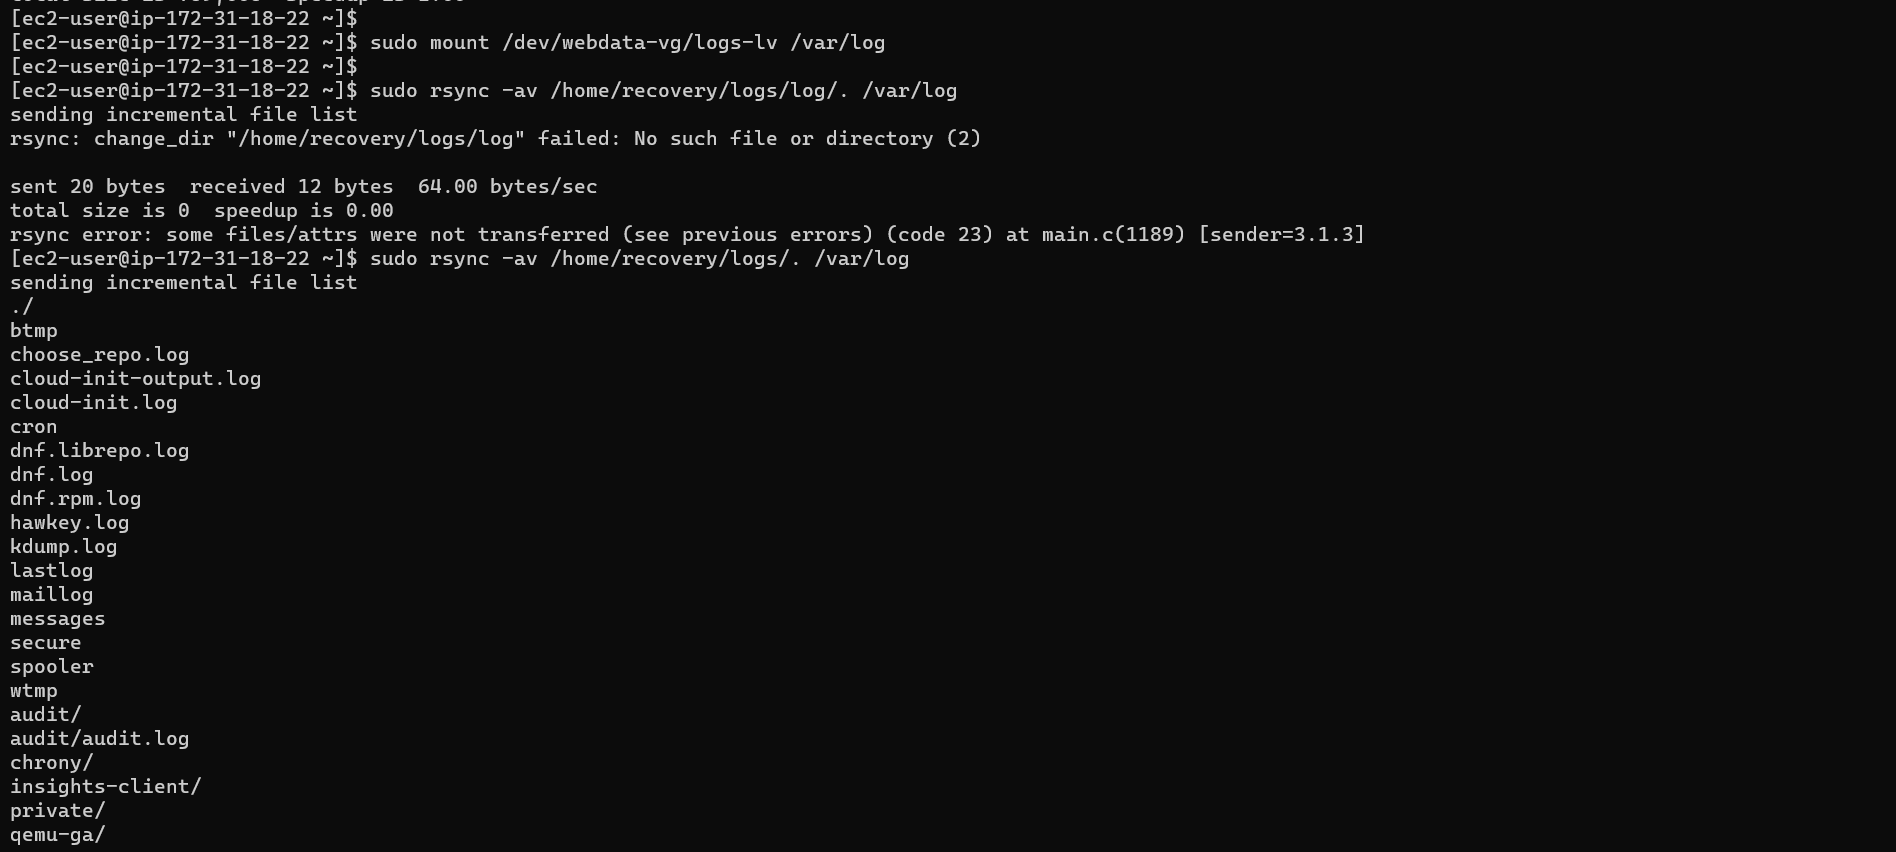 [ec2-user@ip-172-31-18-22 ~]$
[ec2-user@ip-172-31-18-22 ~]$ sudo mount /dev/webdata-vg/logs-lv /var/log
[ec2-user@ip-172-31-18-22 ~]$
[ec2-user@ip-172-31-18-22 ~]$ sudo rsync -av /home/recovery/logs/log/. /var/log
sending incremental file list
rsync: change_dir "/home/recovery/logs/log" failed: No such file or directory (2)

sent 20 bytes  received 12 bytes  64.00 bytes/sec
total size is 0  speedup is 0.00
rsync error: some files/attrs were not transferred (see previous errors) (code 23) at main.c(1189) [sender=3.1.3]
[ec2-user@ip-172-31-18-22 ~]$ sudo rsync -av /home/recovery/logs/. /var/log
sending incremental file list
./
btmp
choose_repo.log
cloud-init-output.log
cloud-init.log
cron
dnf.librepo.log
dnf.log
dnf.rpm.log
hawkey.log
kdump.log
lastlog
maillog
messages
secure
spooler
wtmp
audit/
audit/audit.log
chrony/
insights-client/
private/
qemu-ga/